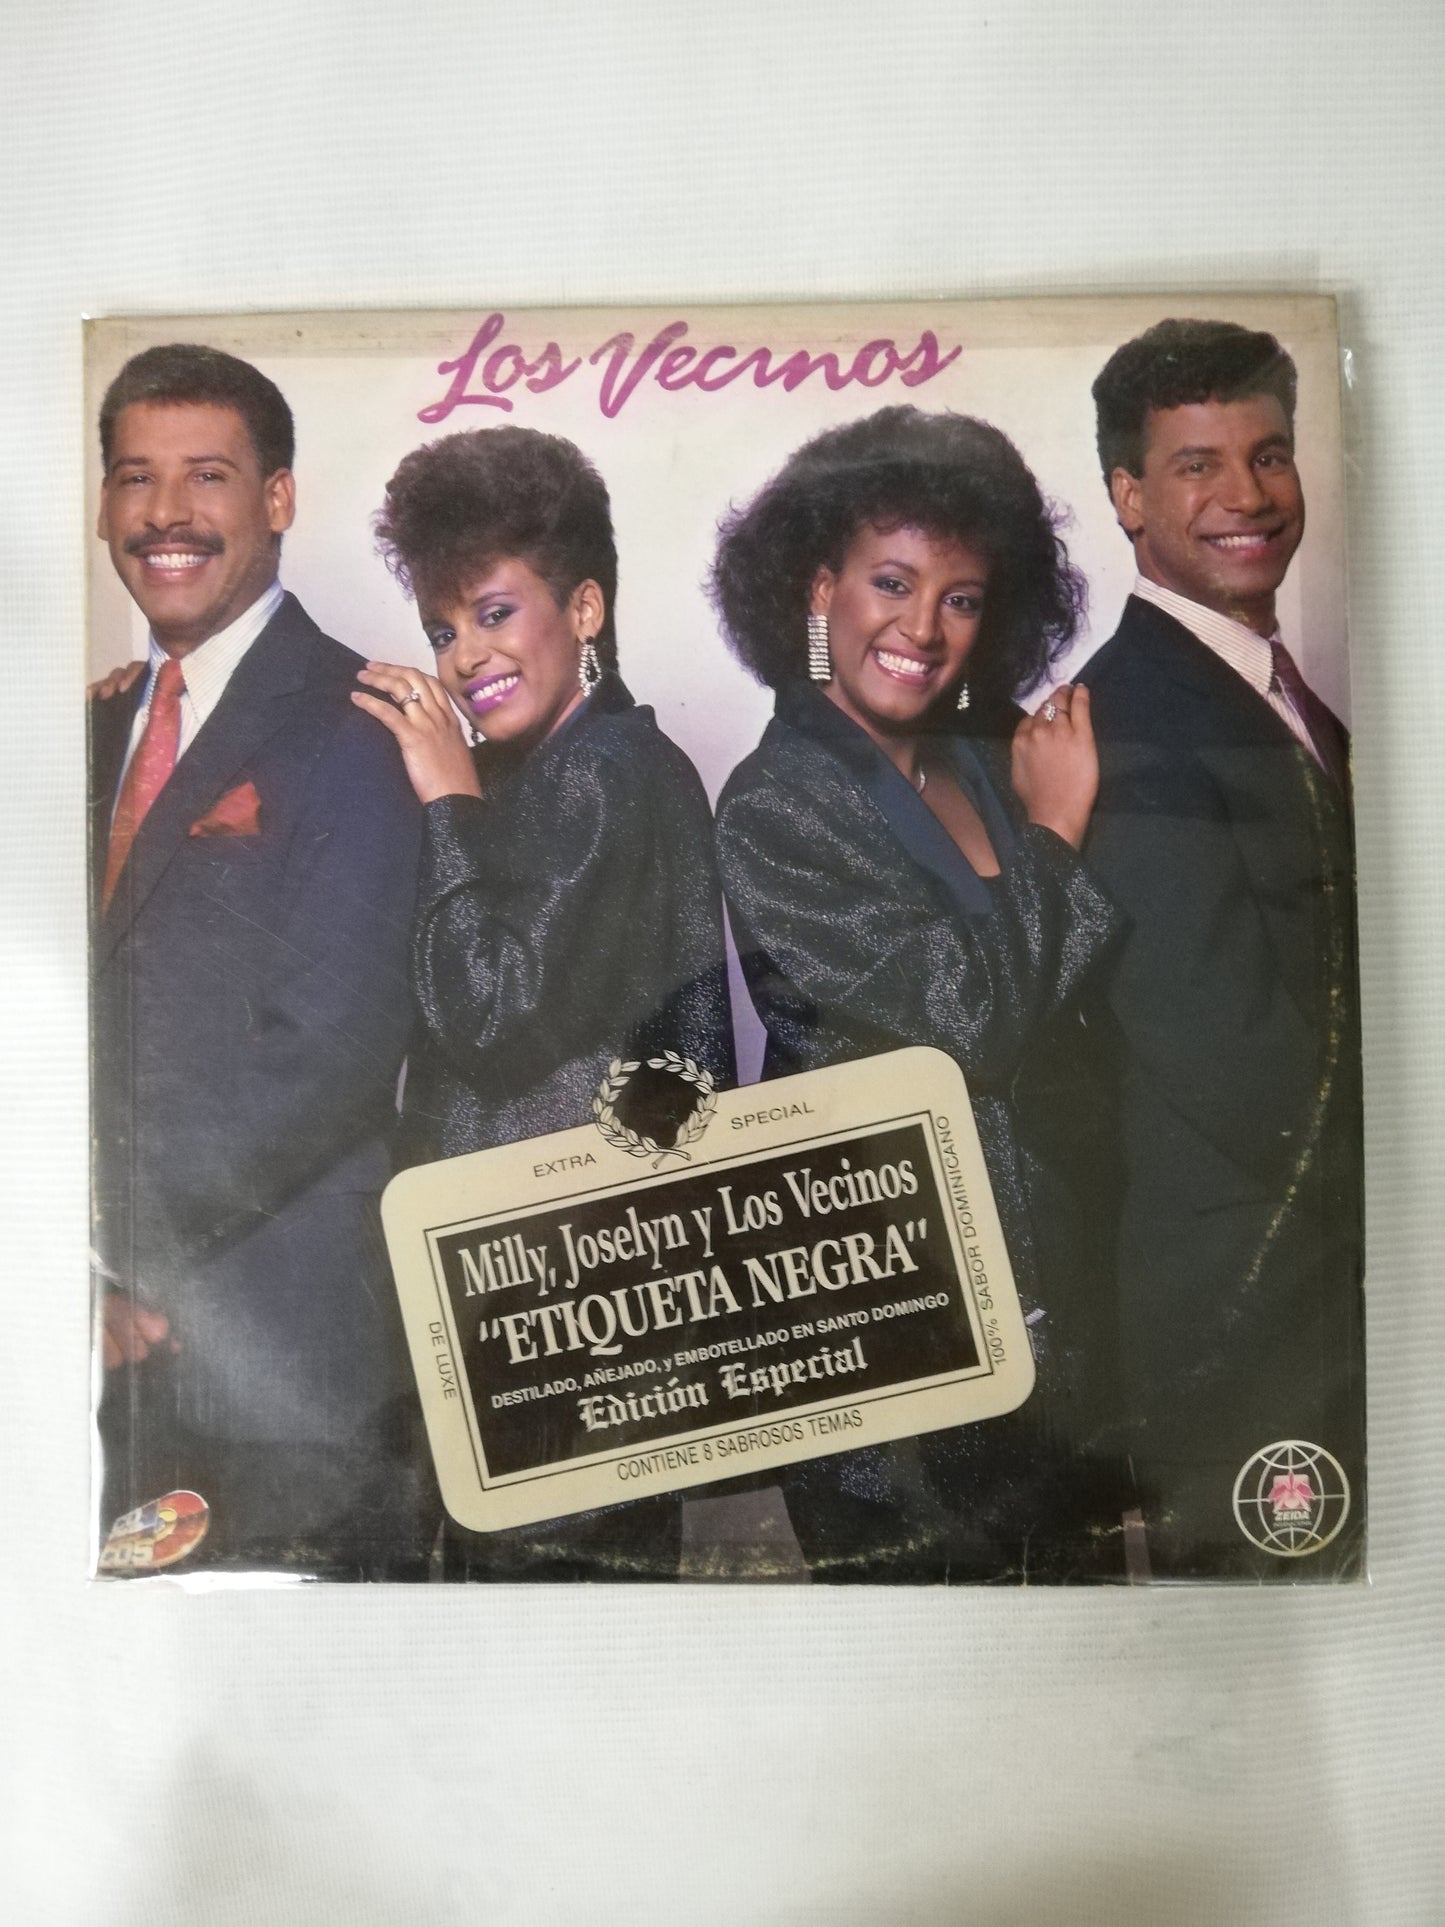 Los Vecinos
EXTRA SPECIAL
Milly, Joselyn y Los Vecinos
"ETIQUETA NEGRA"
DESTILADO, AÑEJADO, y EMBOTELLADO EN SANTO DOMINGO
Edición Especial
DE LUXE
100% SABOR DOMINICANO
CONTIENE 8 SABROSOS TEMAS
ZEIDA